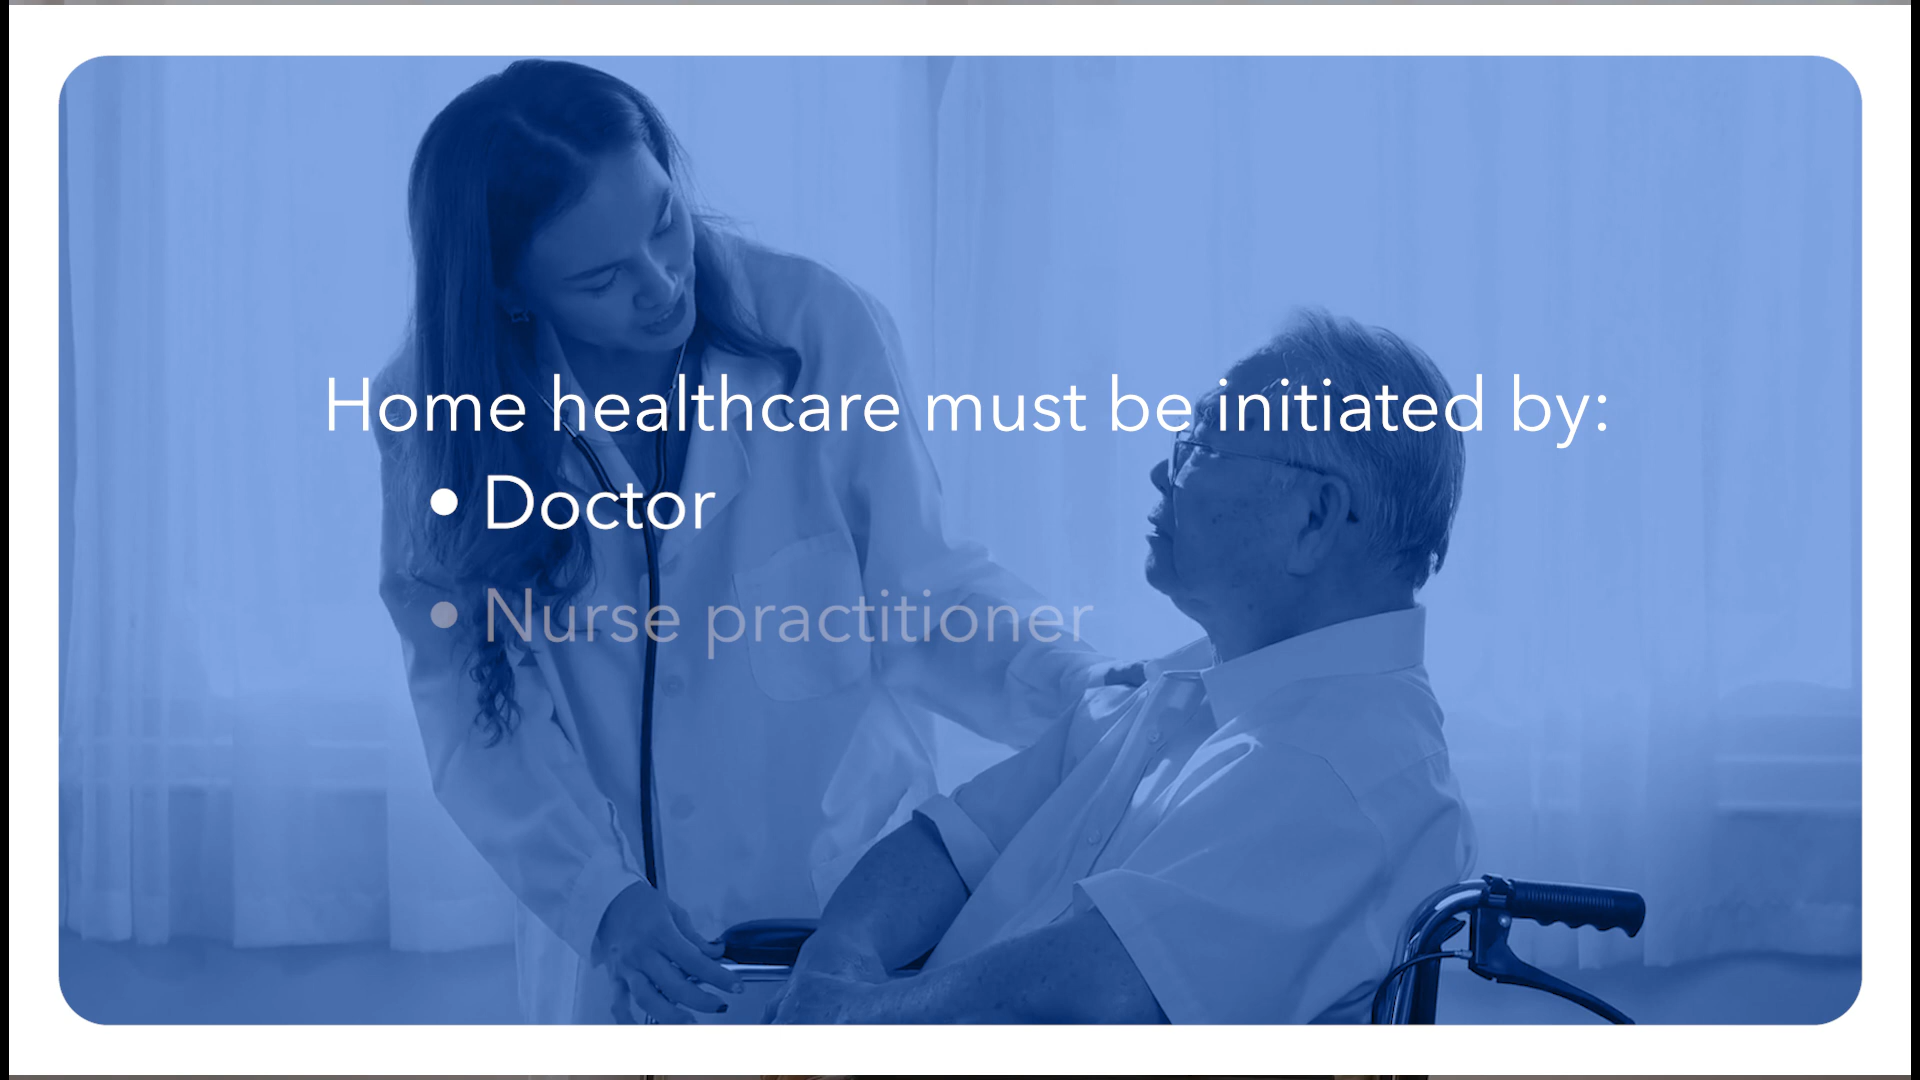 Home healthcare must be initiated by:
• Doctor
• Nurse practitioner